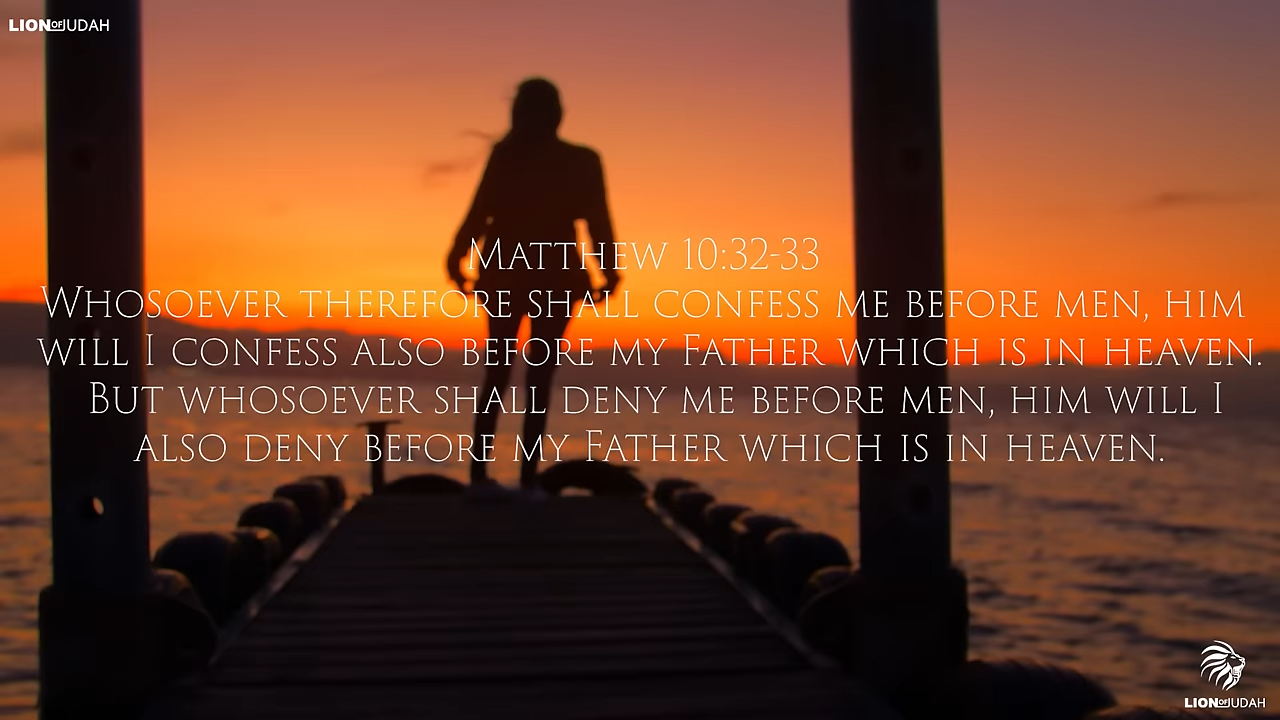 LION OF JUDAH
Matthew 10:32-33
Whosoever therefore shall confess me before men, him
will I confess also before my Father which is in heaven.
But whosoever shall deny me before men, him will I
also deny before my Father which is in heaven.
LION OF JUDAH